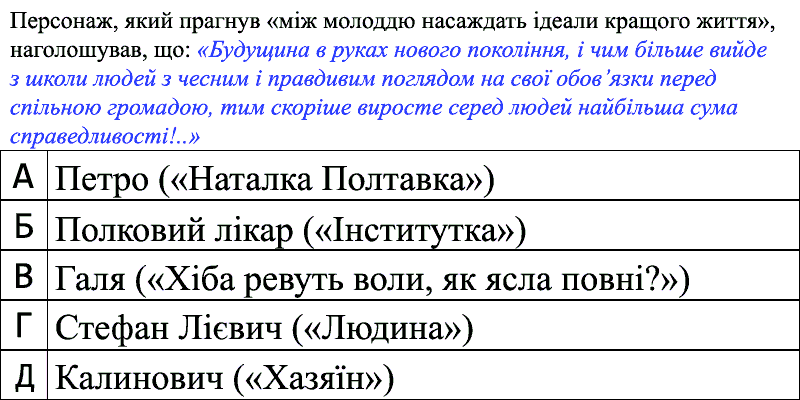 Персонаж, який прагнув «між молоддю насаждать ідеали кращого життя»,
наголошував, що: «Будущина в руках нового покоління, і чим більше вийде
з школи людей з чесним і правдивим поглядом на свої обов’язки перед
спільною громадою, тим скоріше виросте серед людей найбільша сума
справедливості!..»
А Петро («Наталка Полтавка»)
Б Полковий лікар («Інститутка»)
В Галя («Хіба ревуть воли, як ясла повні?»)
Г Стефан Лієвич («Людина»)
Д Калинович («Хазяїн»)